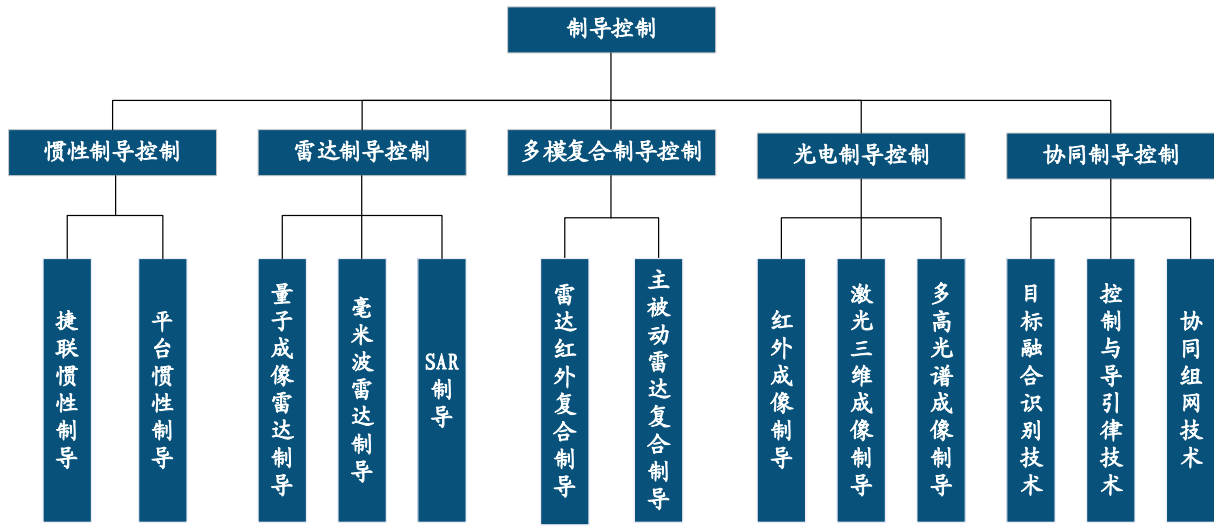 制导控制
惯性制导控制
雷达制导控制
多模复合制导控制
光电制导控制
协同制导控制
捷联惯性制导
平台惯性制导
量子成像雷达制导
毫米波雷达制导
SAR
制导
雷达红外复合制导
主被动雷达复合制导
红外成像制导
激光三维成像制导
多高光谱成像制导
目标融合识别技术
控制与导引律技术
协同组网技术